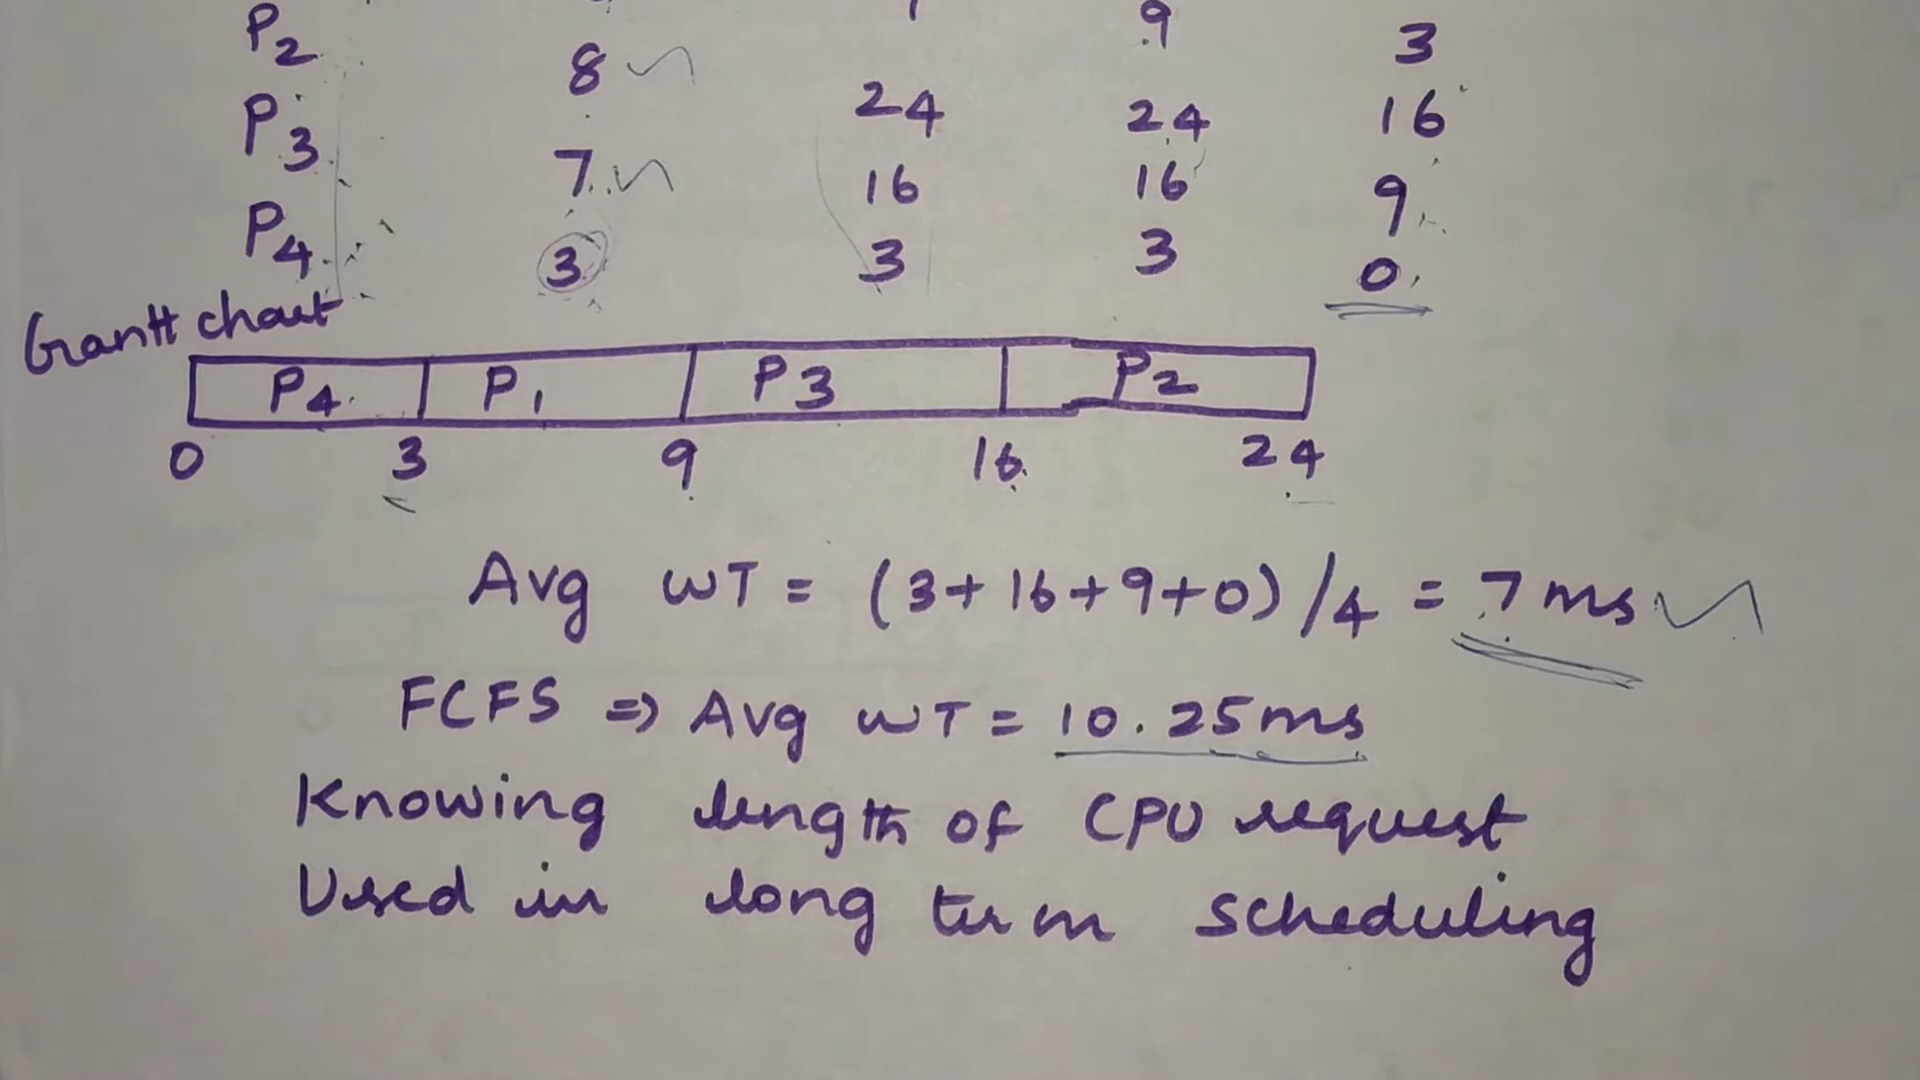 P2 9 3
8 24 24 16
P3 7 16 16 9
P4 3 3 3 0
Gantt chart
P4 P1 P3 P2
0 3 9 16 24
Avg WT = (3+16+9+0)/4 = 7ms
FCFS => Avg WT = 10.25ms
Knowing length of CPU request
Used in long term scheduling